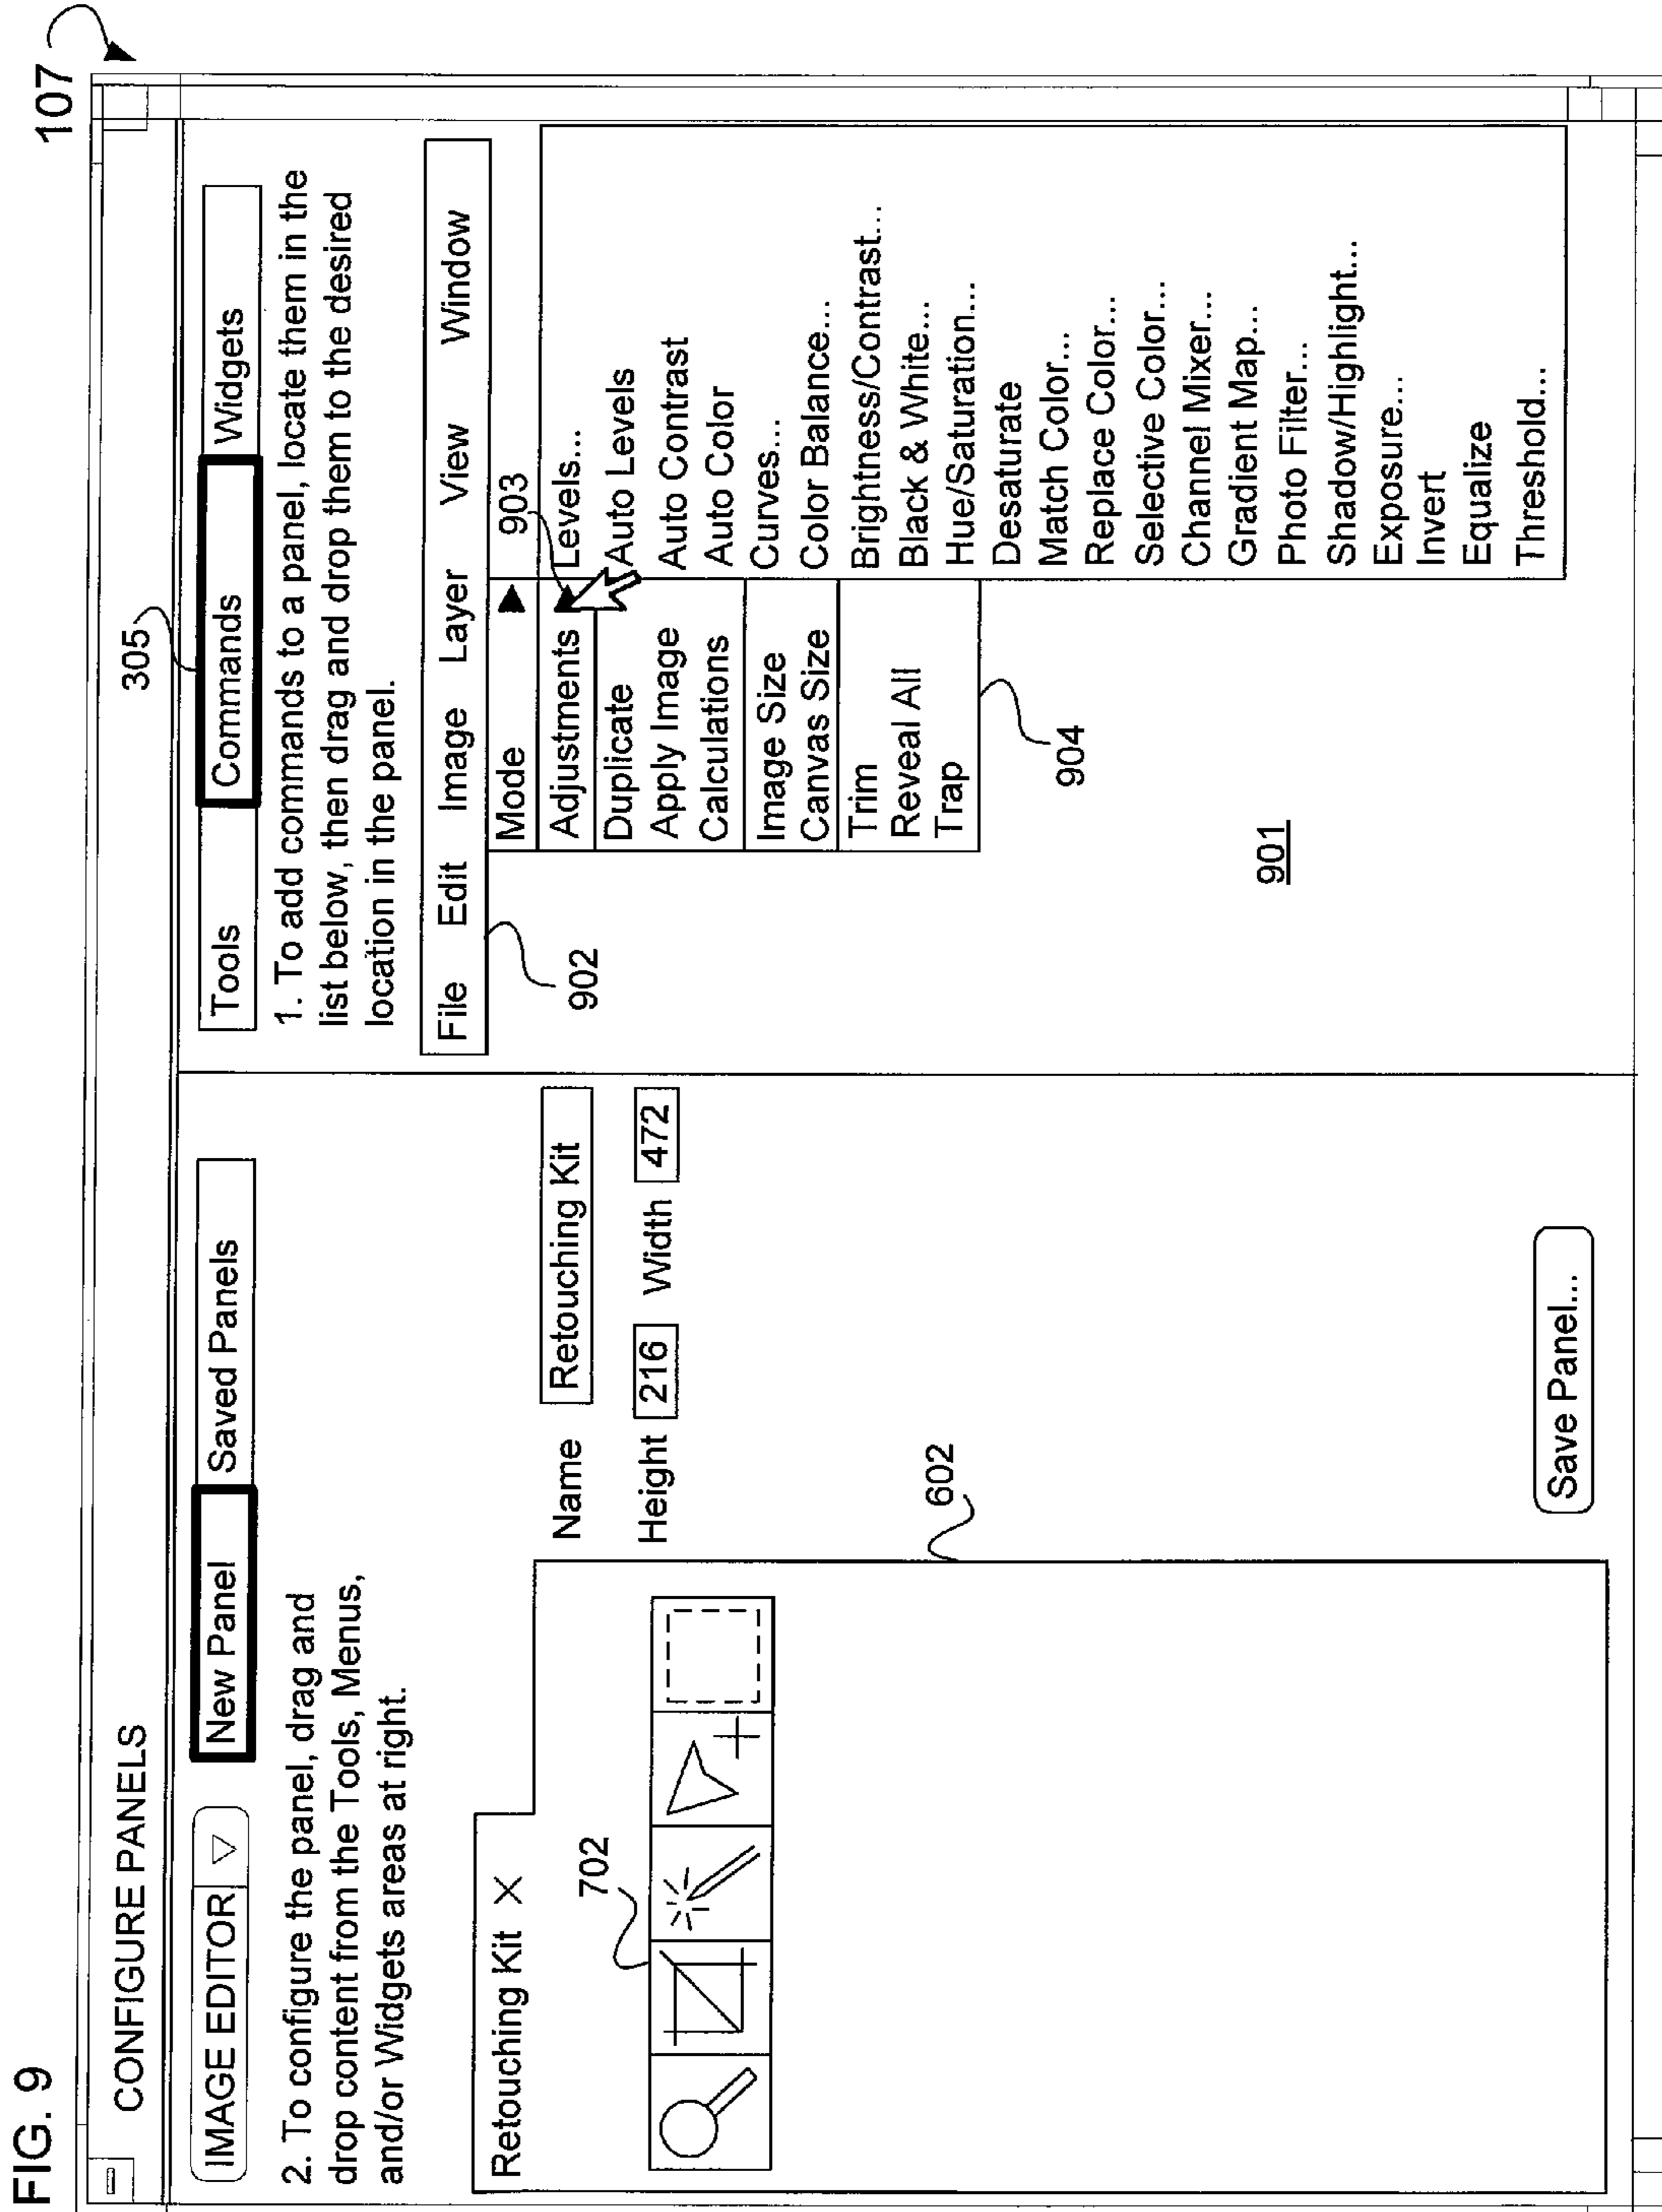 FIG. 9
107
CONFIGURE PANELS
305
IMAGE EDITOR
New Panel
Saved Panels
2. To configure the panel, drag and
drop content from the Tools, Menus,
and/or Widgets areas at right.
Retouching Kit X
Name
Retouching Kit
Height 216 Width 472
702
602
Save Panel...
Tools
Commands
Widgets
1. To add commands to a panel, locate them in the
list below, then drag and drop them to the desired
location in the panel.
File Edit Image Layer View Window
902
903
Mode
Adjustments
Duplicate
Apply Image
Calculations
Image Size
Canvas Size
Trim
Reveal All
Trap
904
901
Levels...
Auto Levels
Auto Contrast
Auto Color
Curves...
Color Balance...
Brightness/Contrast...
Black & White...
Hue/Saturation...
Desaturate
Match Color...
Replace Color...
Selective Color...
Channel Mixer...
Gradient Map...
Photo Filter...
Shadow/Highlight...
Exposure...
Invert
Equalize
Threshold...